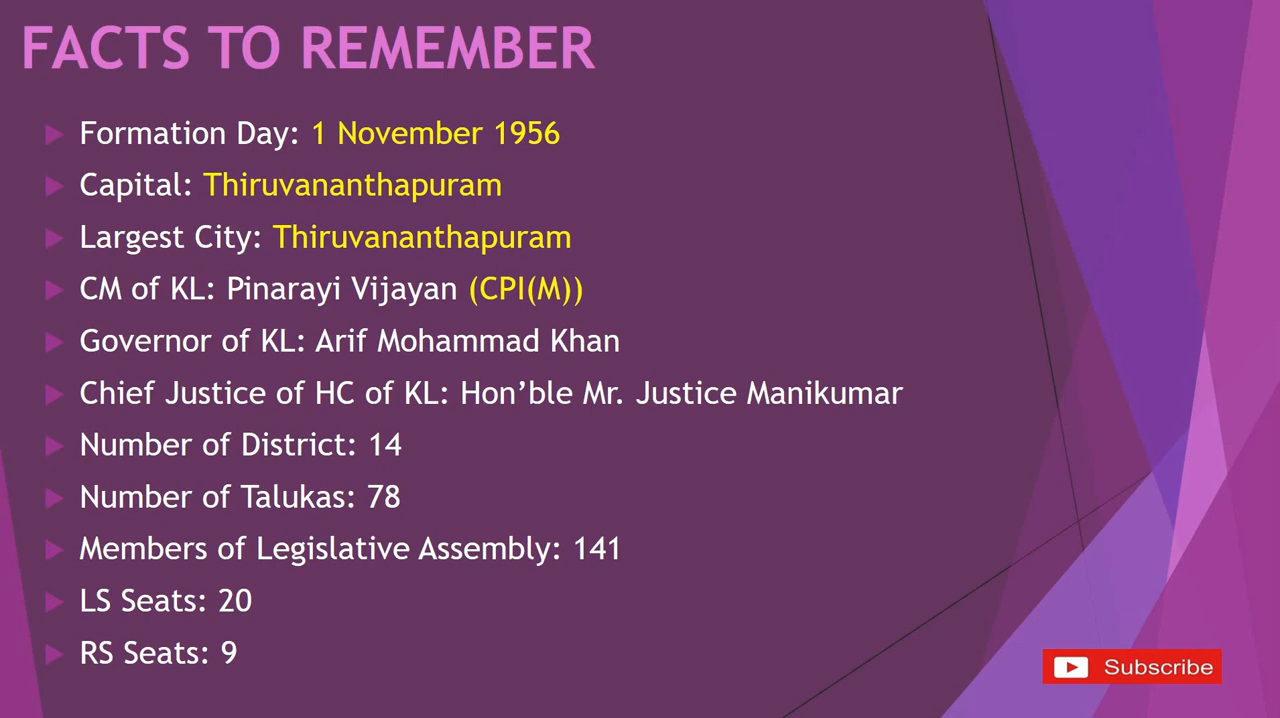 FACTS TO REMEMBER
Formation Day: 1 November 1956
Capital: Thiruvananthapuram
Largest City: Thiruvananthapuram
CM of KL: Pinarayi Vijayan (CPI(M))
Governor of KL: Arif Mohammad Khan
Chief Justice of HC of KL: Hon’ble Mr. Justice Manikumar
Number of District: 14
Number of Talukas: 78
Members of Legislative Assembly: 141
LS Seats: 20
RS Seats: 9
Subscribe